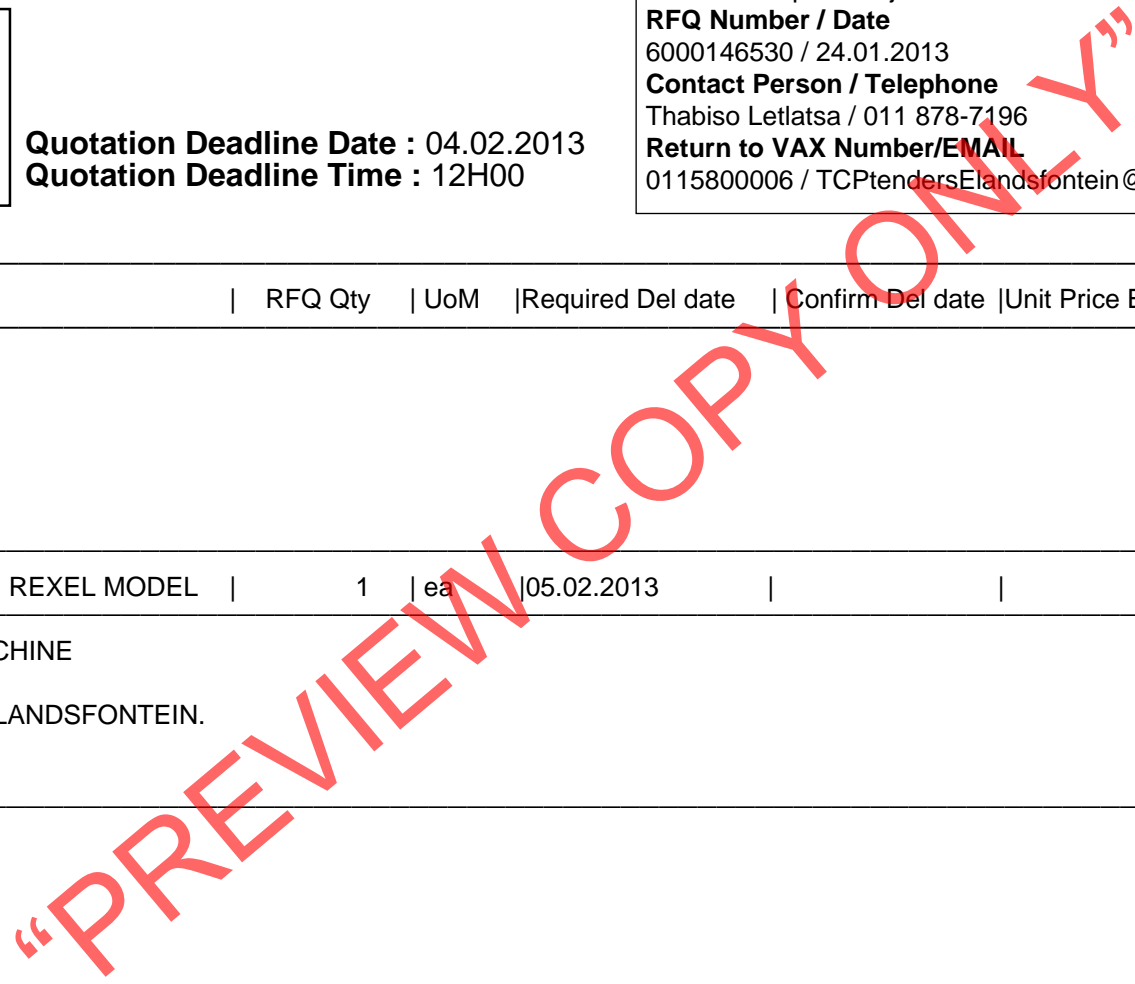 RFQ Number / Date
6000146530 / 24.01.2013
Contact Person / Telephone
Thabiso Letlatsa / 011 878-7196
Return to VAX Number/EMAIL
0115800006 / TCPtendersElandsfontein@
Quotation Deadline Date : 04.02.2013
Quotation Deadline Time : 12H00
| RFQ Qty | UoM |Required Del date | Confirm Del date |Unit Price E
REXEL MODEL | 1 | ea |05.02.2013 | |
CHINE
LANDSFONTEIN.
“PREVIEW COPY ONLY”